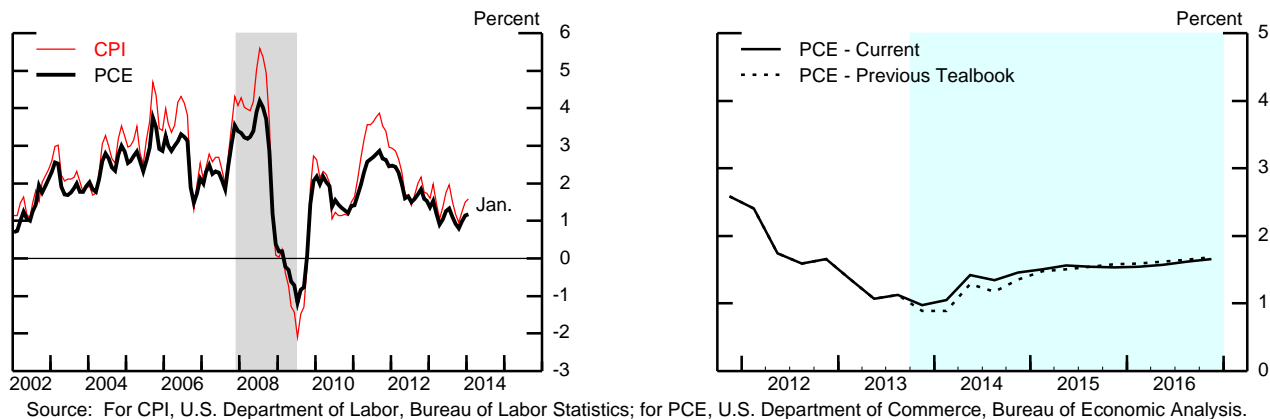 Percent
CPI
PCE
6
5
4
3
2
1
0
-1
-2
-3
Jan.
2002 2004 2006 2008 2010 2012 2014
Percent
PCE - Current
PCE - Previous Tealbook
5
4
3
2
1
0
2012 2013 2014 2015 2016
Source: For CPI, U.S. Department of Labor, Bureau of Labor Statistics; for PCE, U.S. Department of Commerce, Bureau of Economic Analysis.